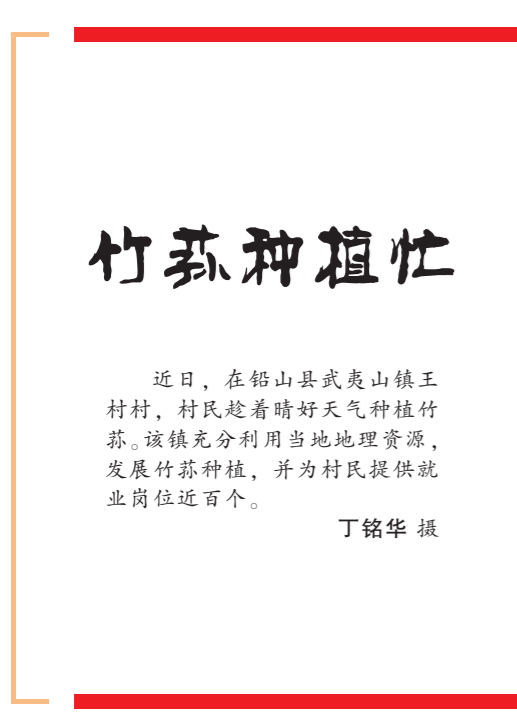 竹荪种植忙
近日，在铅山县武夷山镇王
村村，村民趁着晴好天气种植竹
荪。该镇充分利用当地地理资源，
发展竹荪种植，并为村民提供就
业岗位近百个。
丁铭华 摄